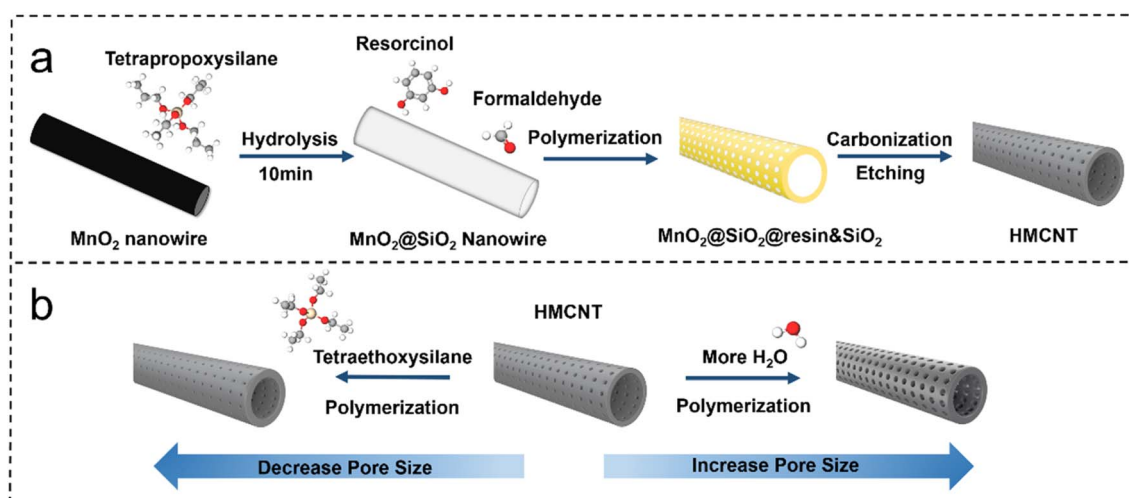 a
Tetrapropoxysilane
Resorcinol
Formaldehyde
Hydrolysis
10min
Polymerization
Carbonization
Etching
MnO₂ nanowire
MnO₂@SiO₂ Nanowire
MnO₂@SiO₂@resin&SiO₂
HMCNT
b
HMCNT
Tetraethoxysilane
Polymerization
More H₂O
Polymerization
Decrease Pore Size
Increase Pore Size